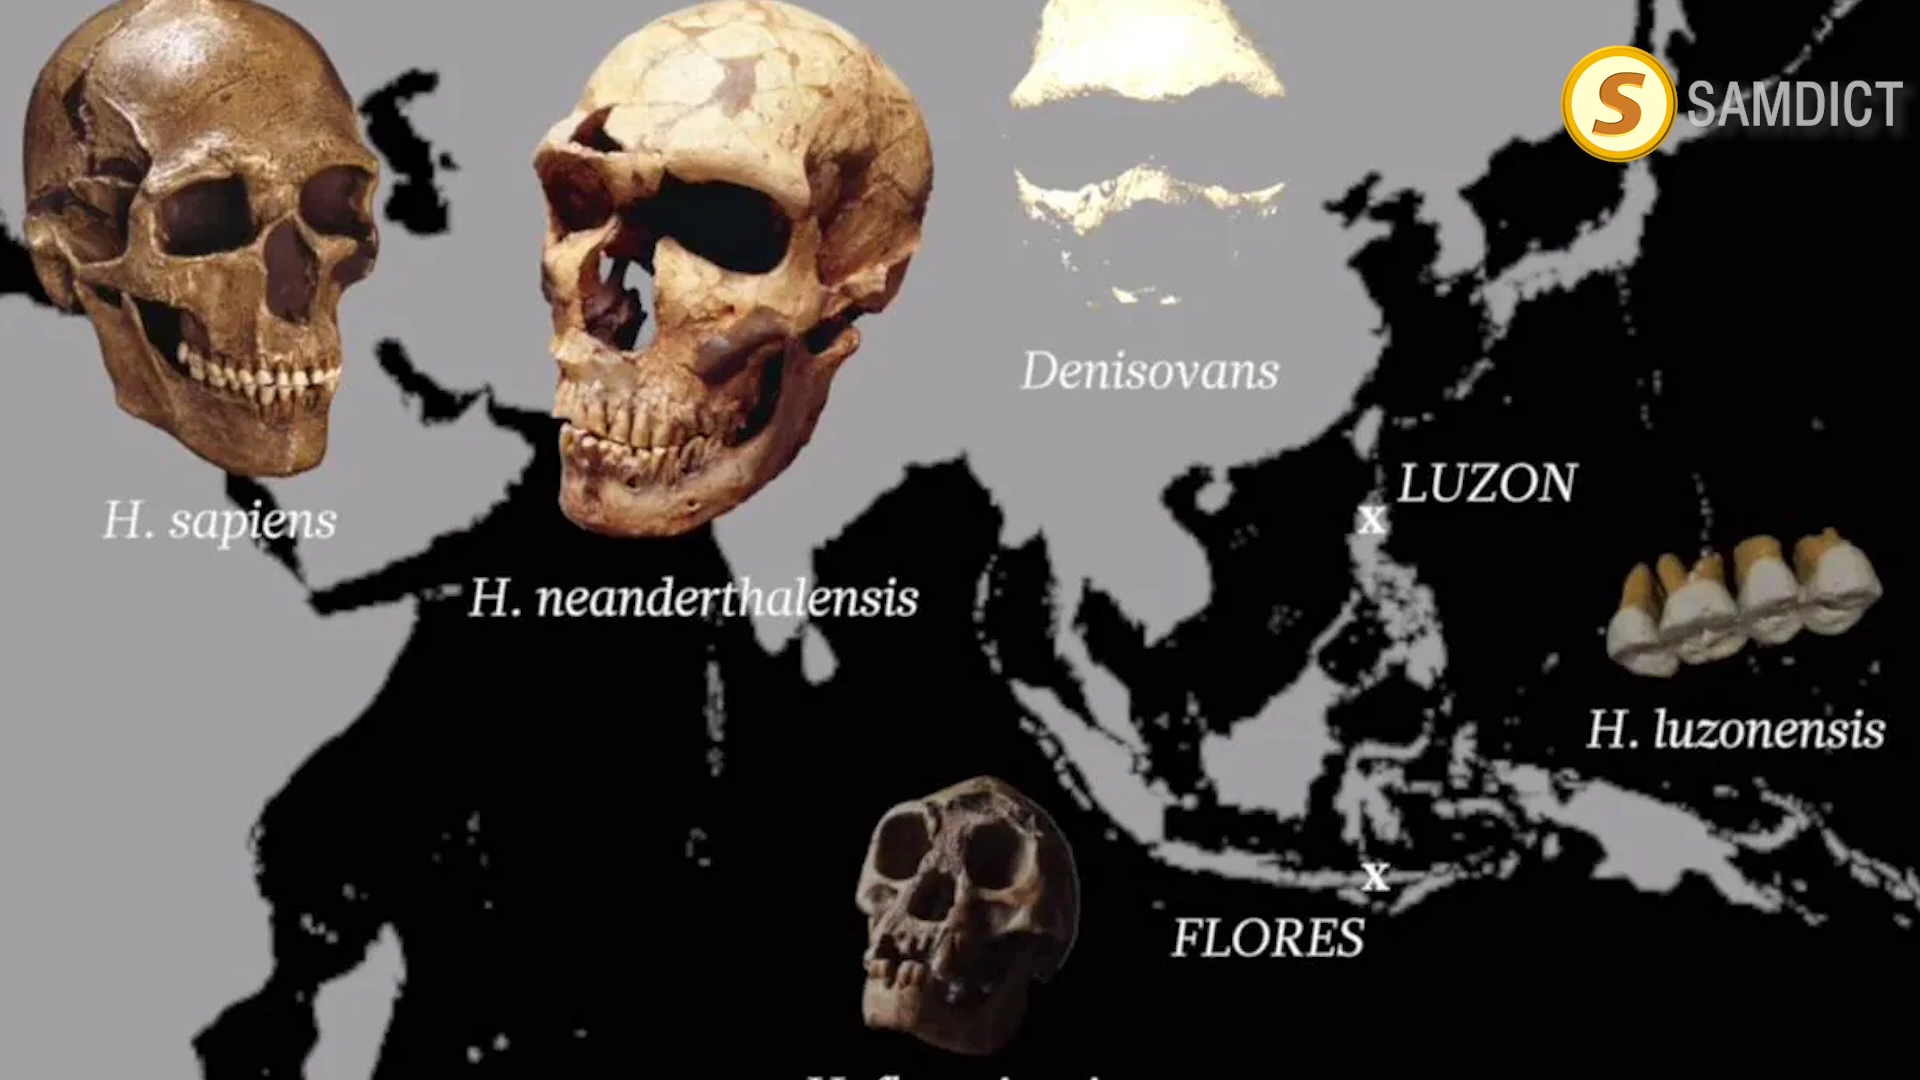 S SAMDICT
Denisovans
LUZON
x
H. sapiens
H. neanderthalensis
H. luzonensis
x
FLORES